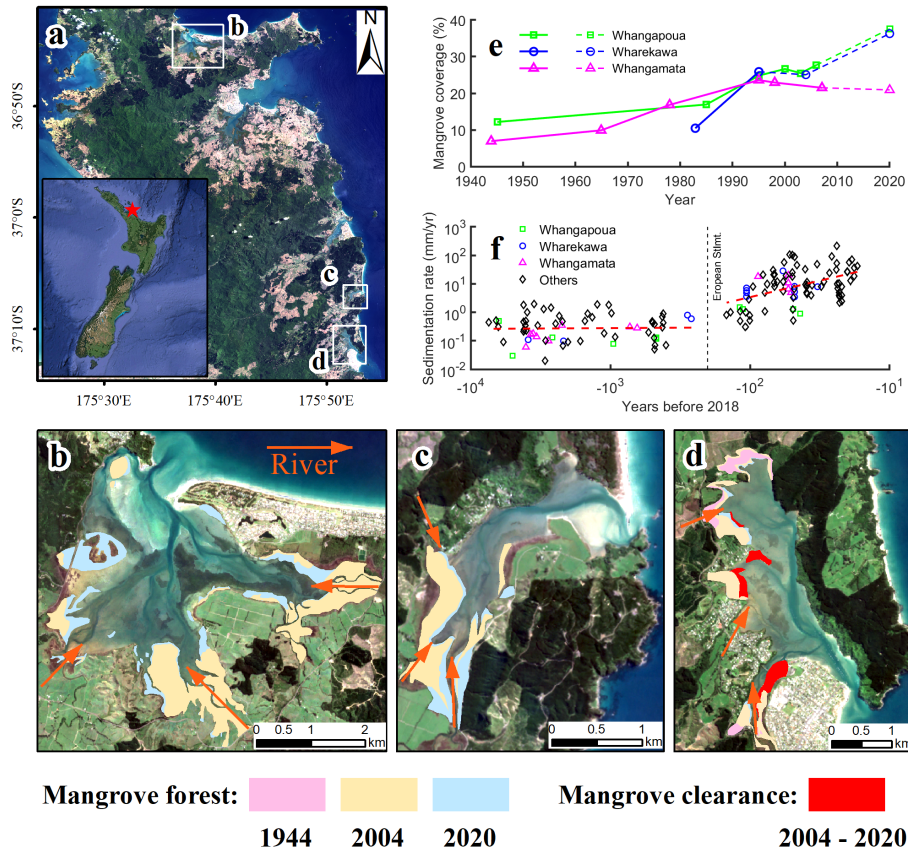 a
b
N
c
d
36°50'S
37°0'S
37°10'S
175°30'E
175°40'E
175°50'E
e
Mangrove coverage (%)
40
30
20
10
0
Whangapoua
Wharekawa
Whangamata
1940 1950 1960 1970 1980 1990 2000 2010 2020
Year
f
Sedimentation rate (mm/yr)
10³
10²
10¹
10⁰
10⁻¹
10⁻²
Whangapoua
Wharekawa
Whangamata
Others
Eropean Stlmt.
-10⁴ -10³ -10² -10¹
Years before 2018
b
River
0 0.5 1 2
km
c
0 0.5 1
km
d
0 0.5 1
km
Mangrove forest:
1944 2004 2020
Mangrove clearance:
2004 - 2020